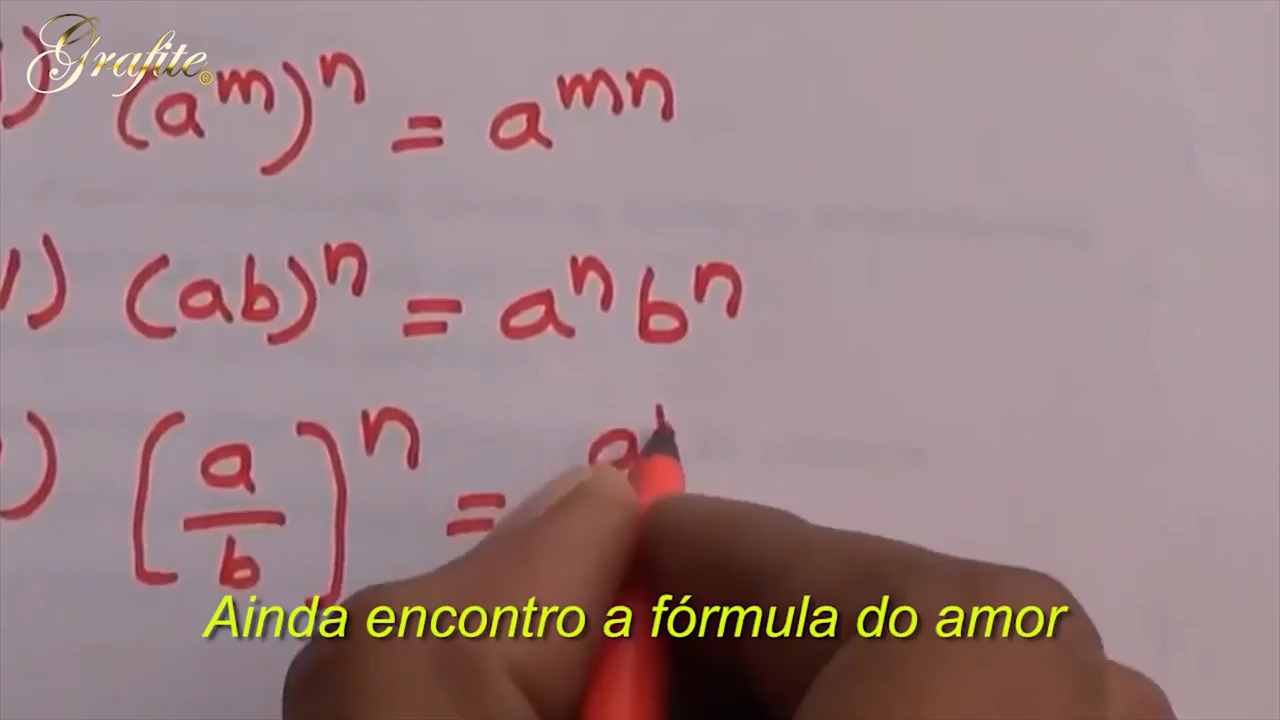 Grafite®
) (a^m)^n = a^{mn}
) (ab)^n = a^n b^n
) [a/b]^n = a
Ainda encontro a fórmula do amor